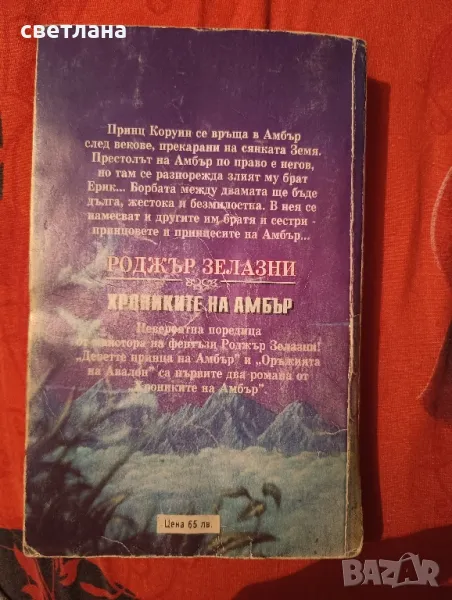 светлана
Принц Коруин се връща в Амбър
след векове, прекарани на сянката Земя.
Престолът на Амбър по право е негов,
но там се разпорежда злият му брат
Ерик... Борбата между двамата ще бъде
дълга, жестока и безмилостна. В нея се
намесват и другите им братя и сестри -
принцовете и принцесите на Амбър...
РОДЖЪР ЗЕЛАЗНИ
ХРОНИКИТЕ НА АМБЪР
Невероятна поредица
от майстора на фентъзи Роджър Зелазни!
„Деветте принца на Амбър" и „Оръжията
на Авалон" са първите два романа от
„Хрониките на Амбър".
Цена 65 лв.
BAZAR